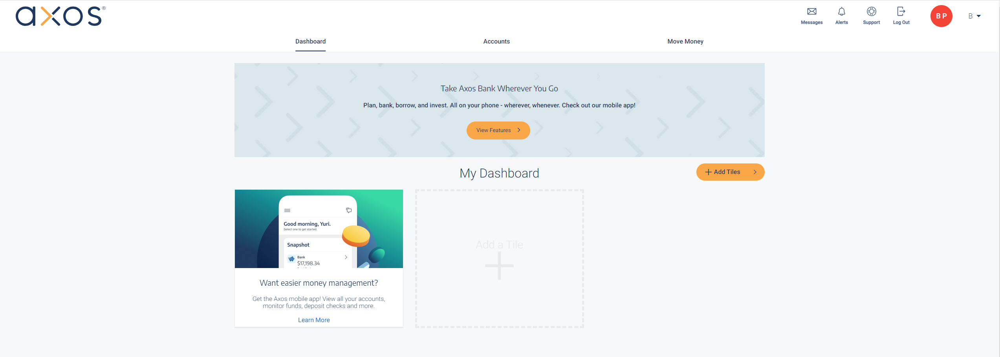 axos®
Messages
Alerts
Support
Log Out
B P
B
Dashboard
Accounts
Move Money
Take Axos Bank Wherever You Go
Plan, bank, borrow, and invest. All on your phone - wherever, whenever. Check out our mobile app!
View Features
My Dashboard
Add Tiles
Good morning, Yuri.
Select one to get started.
Snapshot
Bank
$17,198.34
Want easier money management?
Get the Axos mobile app! View all your accounts,
monitor funds, deposit checks and more.
Learn More
Add a Tile